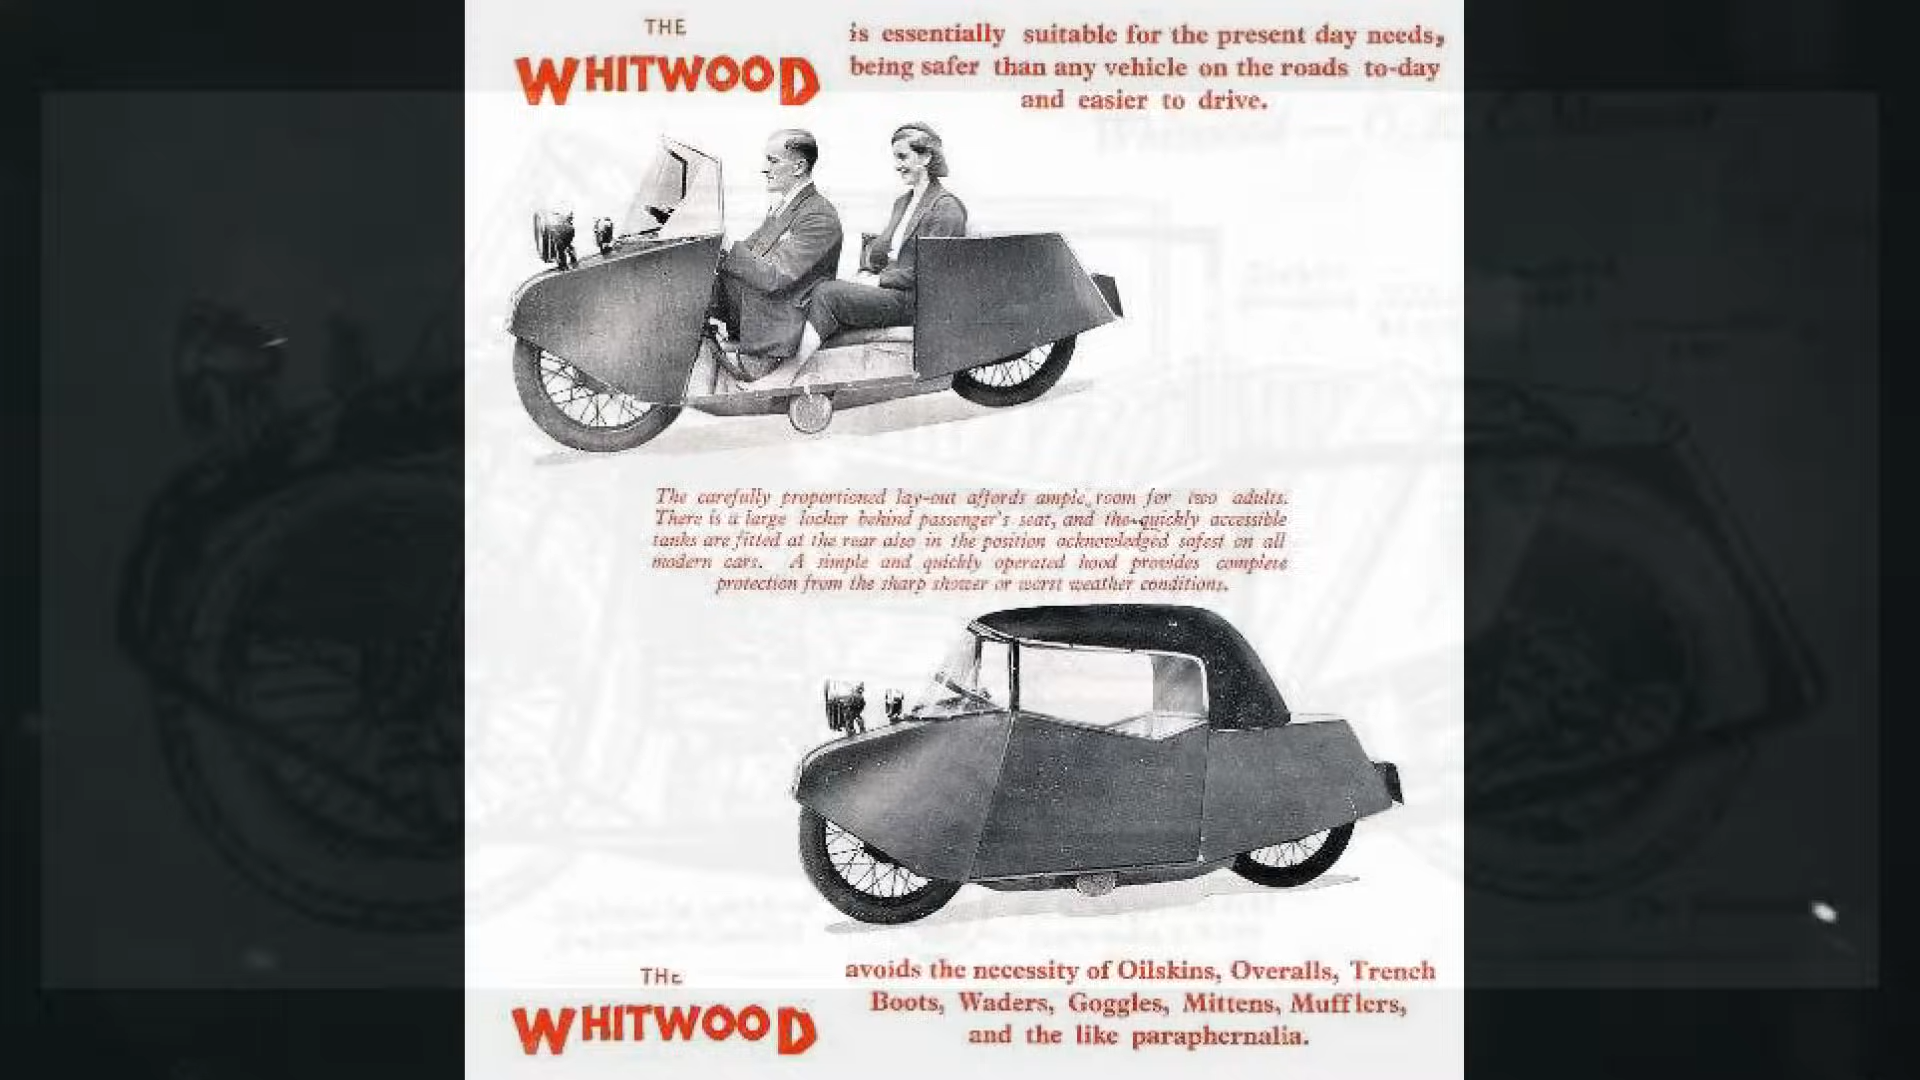 THE
WHITWOOD
is essentially suitable for the present day needs,
being safer than any vehicle on the roads to-day
and easier to drive.
The carefully proportioned lay-out affords ample room for two adults.
There is a large locker behind passenger's seat, and the quickly accessible
tanks are fitted at the rear also in the position acknowledged safest on all
modern cars. A simple and quickly operated hood provides complete
protection from the sharp shower or worst weather conditions.
THE
WHITWOOD
avoids the necessity of Oilskins, Overalls, Trench
Boots, Waders, Goggles, Mittens, Mufflers,
and the like paraphernalia.